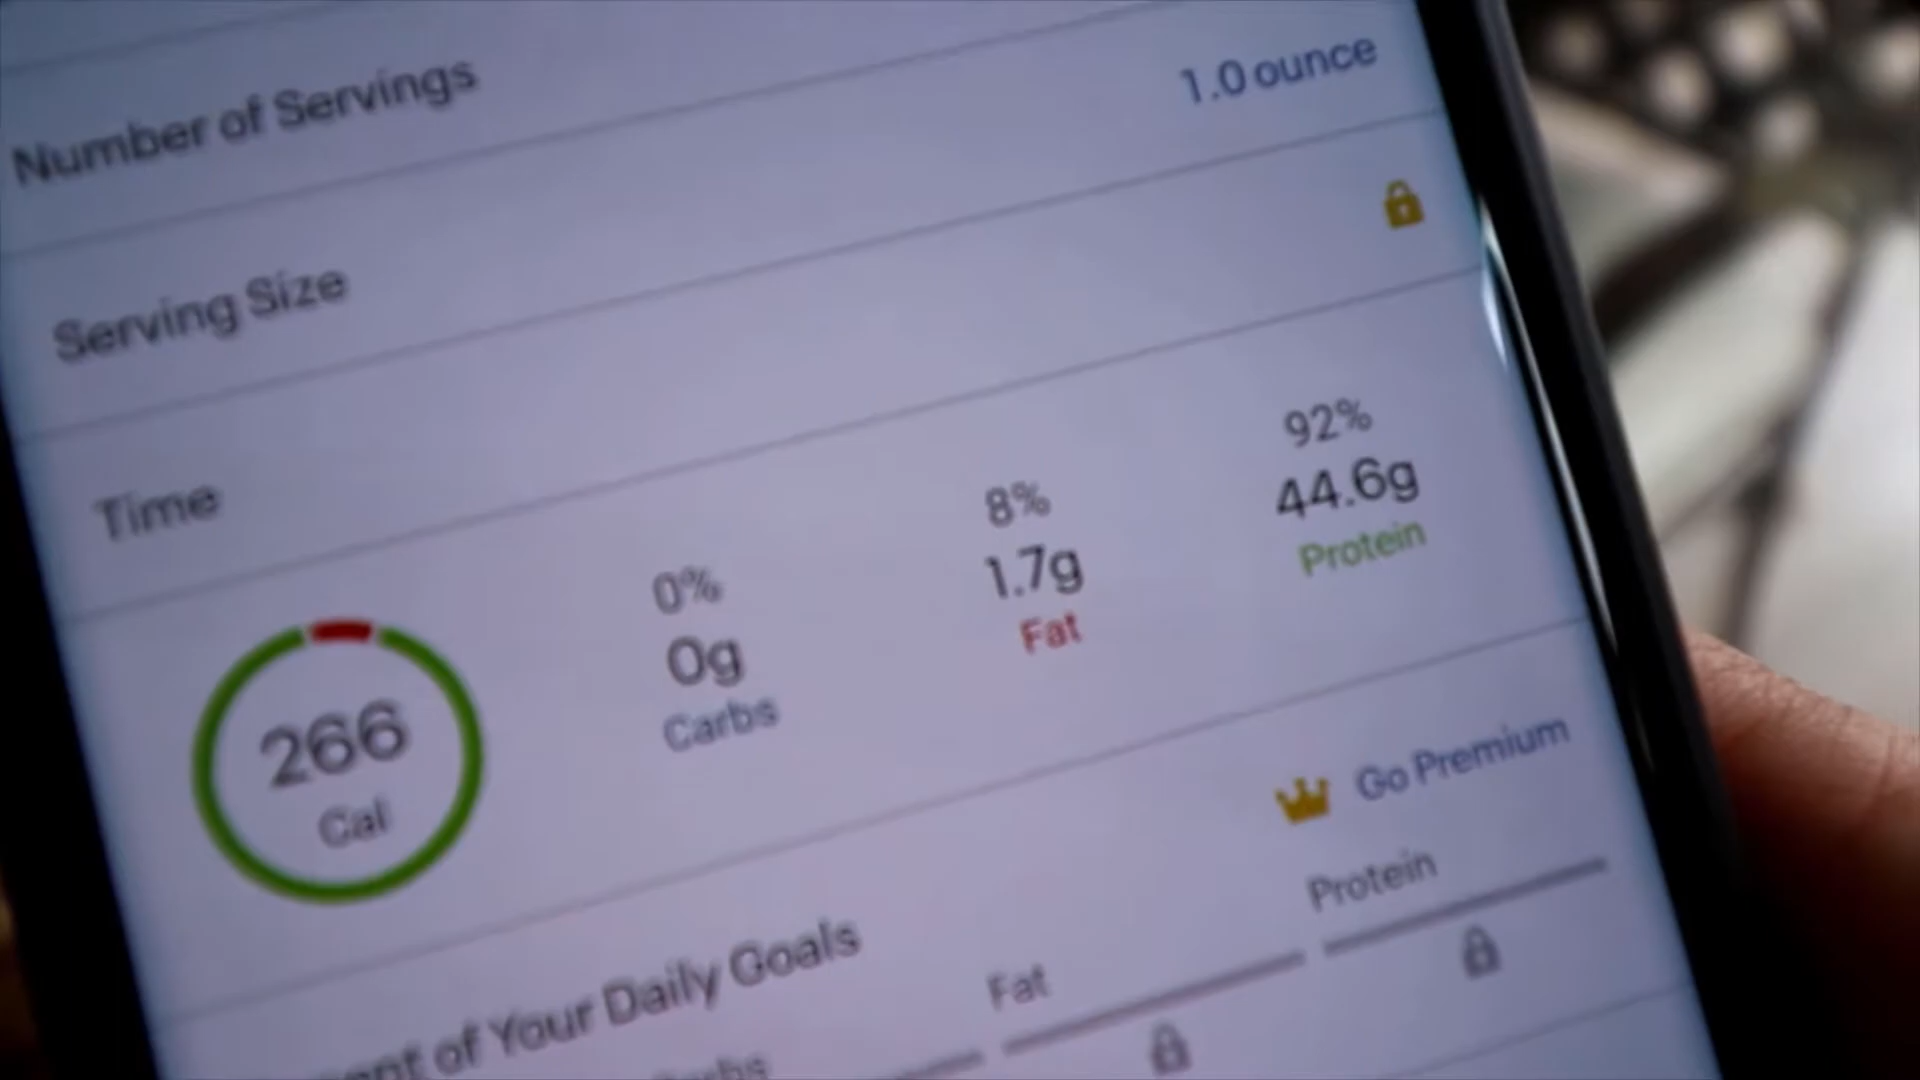 Number of Servings
1.0 ounce
Serving Size
Time
266
Cal
0%
0g
Carbs
8%
1.7g
Fat
92%
44.6g
Protein
Go Premium
of Your Daily Goals
Fat
Protein